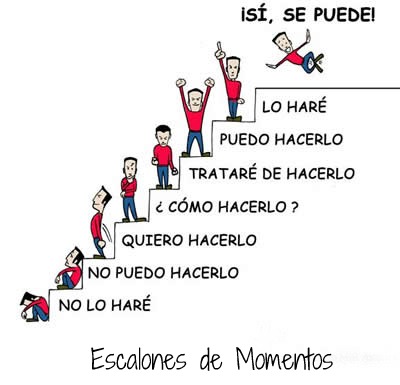 ¡SÍ, SE PUEDE!
LO HARÉ
PUEDO HACERLO
TRATARÉ DE HACERLO
¿ CÓMO HACERLO ?
QUIERO HACERLO
NO PUEDO HACERLO
NO LO HARÉ
Escalones de Momentos